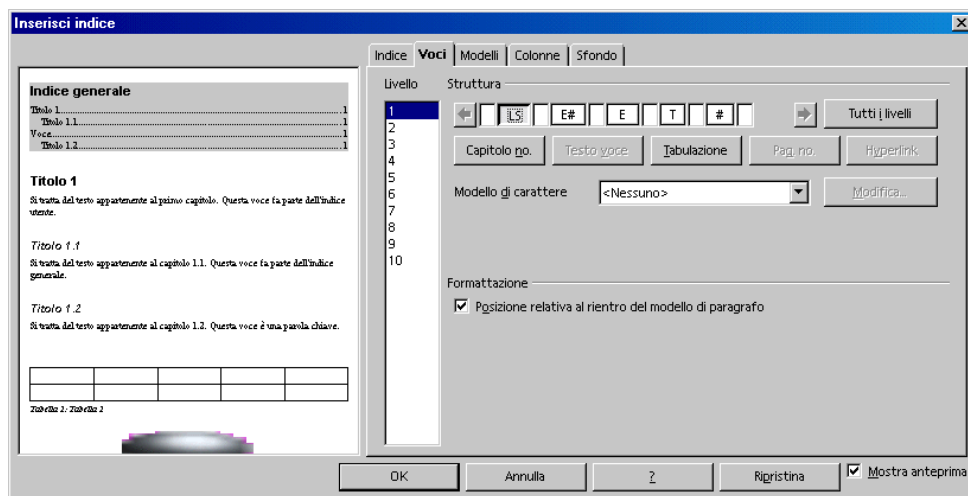 Inserisci indice
Indice Voci Modelli Colonne Sfondo
Indice generale
Titolo 1 1
Titolo 1.1 1
Voce 1
Titolo 1.2 1
Titolo 1
Si tratta del testo appartenente al primo capitolo. Questa voce fa parte dell'indice
utente.
Titolo 1.1
Si tratta del testo appartenente al capitolo 1.1. Questa voce fa parte dell'indice
generale.
Titolo 1.2
Si tratta del testo appartenente al capitolo 1.2. Questa voce è una parola chiave.
Tabella 1: Tabella 1
Livello
1
2
3
4
5
6
7
8
9
10
Struttura
LS E# E T # Tutti i livelli
Capitolo no. Testo voce Tabulazione Pag. no. Hyperlink
Modello di carattere <Nessuno> Modifica...
Formattazione
Posizione relativa al rientro del modello di paragrafo
OK Annulla ? Ripristina Mostra anteprima